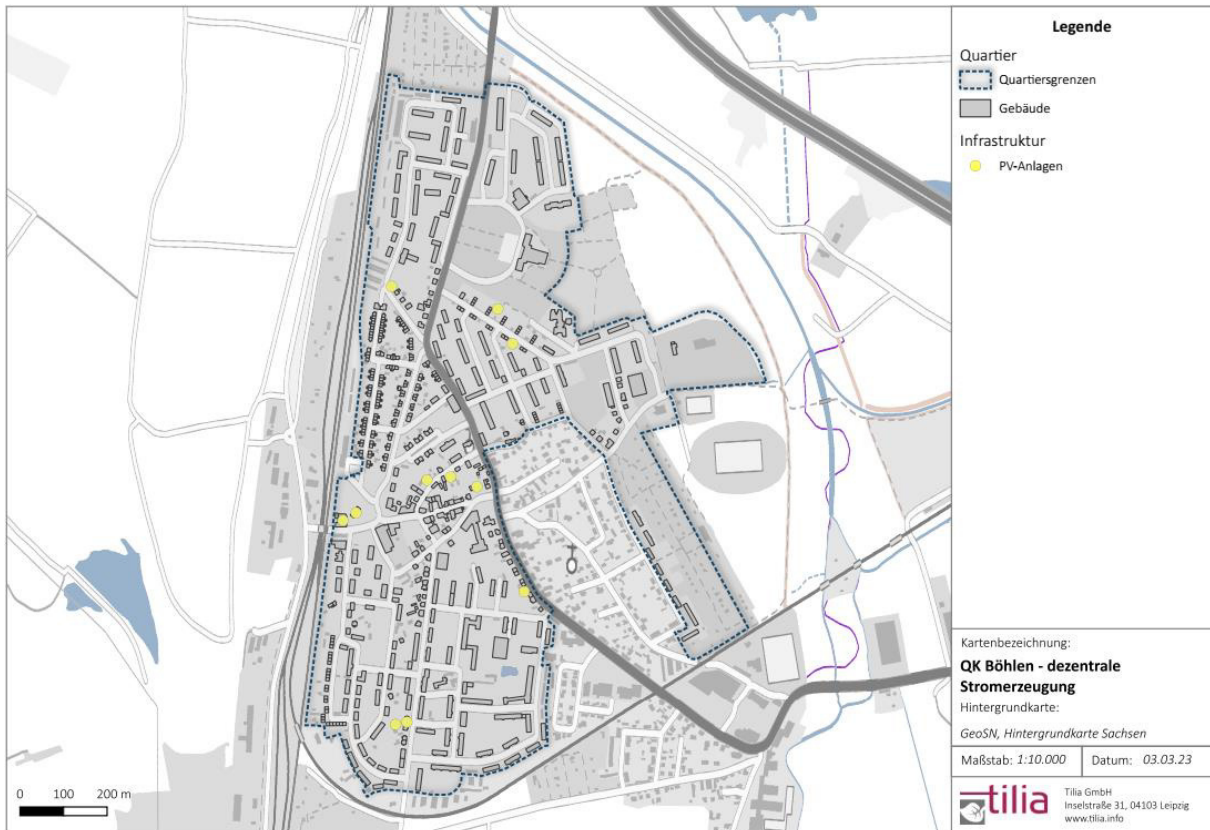 Legende
Quartier
Quartiersgrenzen
Gebäude
Infrastruktur
PV-Anlagen
Kartenbezeichnung:
QK Böhlen - dezentrale
Stromerzeugung
Hintergrundkarte:
GeoSN, Hintergrundkarte Sachsen
Maßstab: 1:10.000
Datum: 03.03.23
tilia
Tilia GmbH
Inselstraße 31, 04103 Leipzig
www.tilia.info
0 100 200 m